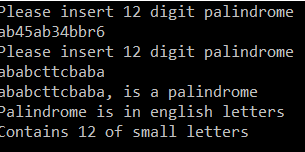 Please insert 12 digit palindrome
ab45ab34bbr6
Please insert 12 digit palindrome
ababcttcbaba
ababcttcbaba, is a palindrome
Palindrome is in english letters
Contains 12 of small letters